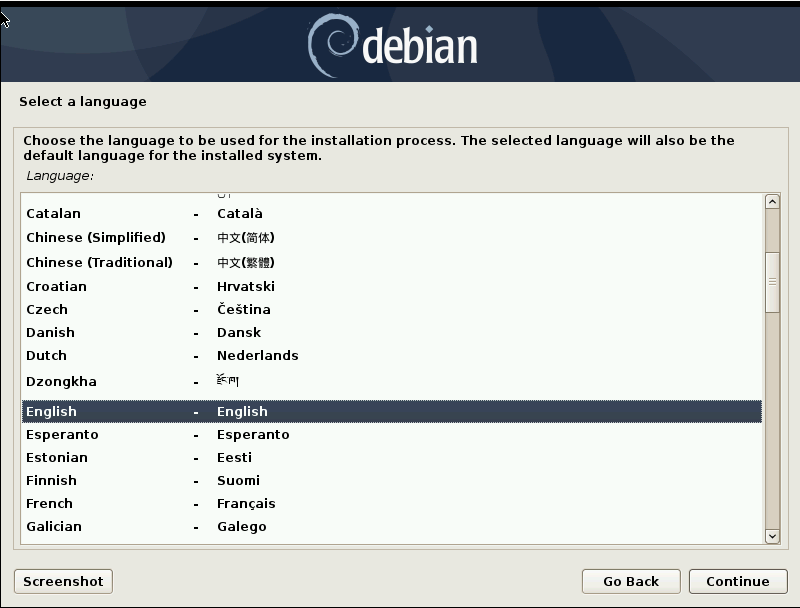 debian
Select a language
Choose the language to be used for the installation process. The selected language will also be the
default language for the installed system.
Language:
Catalan - Català
Chinese (Simplified) - 中文(简体)
Chinese (Traditional) - 中文(繁體)
Croatian - Hrvatski
Czech - Čeština
Danish - Dansk
Dutch - Nederlands
Dzongkha - རྫོང་ཁ།
English - English
Esperanto - Esperanto
Estonian - Eesti
Finnish - Suomi
French - Français
Galician - Galego
Screenshot Go Back Continue